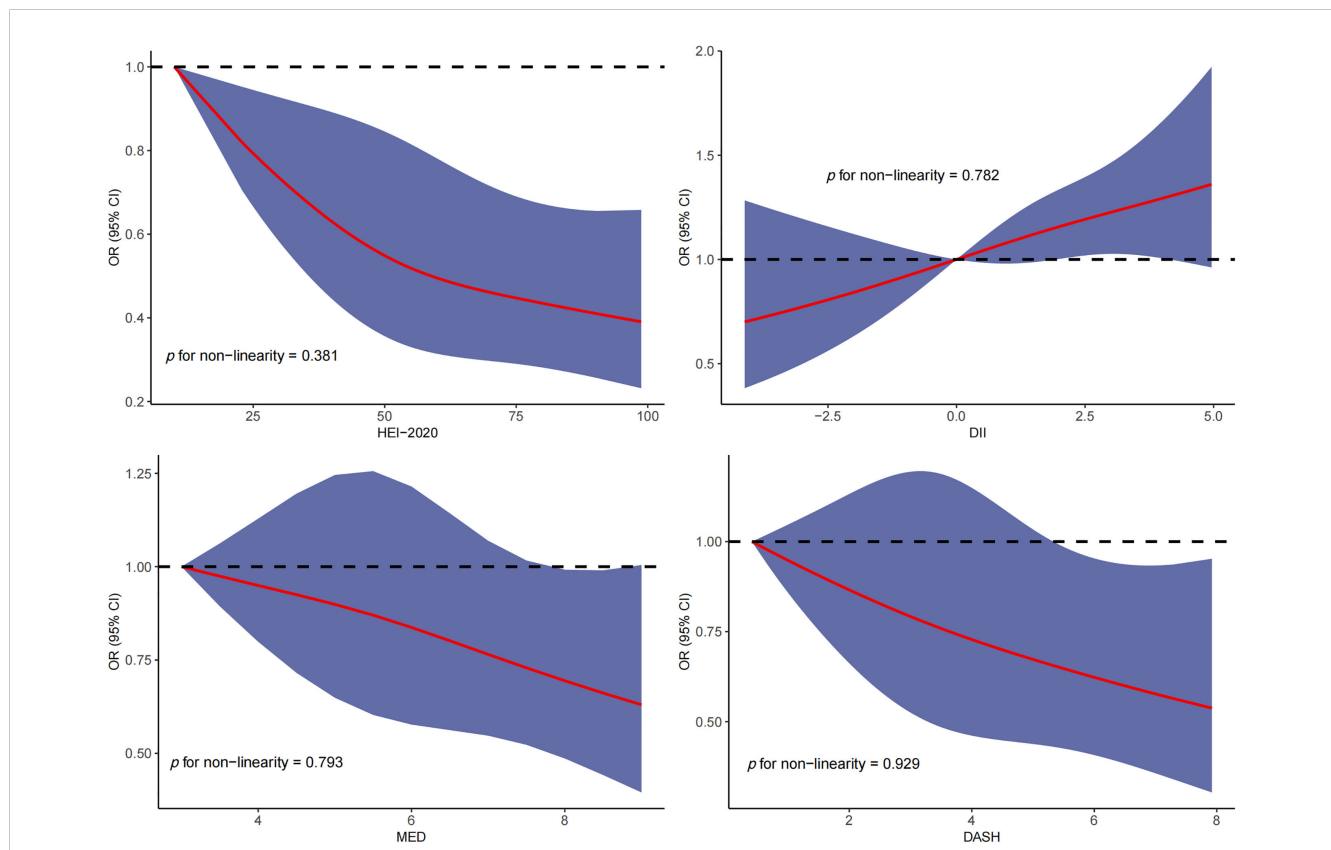 1.0
0.8
0.6
0.4
0.2
OR (95% CI)
p for non−linearity = 0.381
25
50
75
100
HEI−2020
2.0
1.5
1.0
0.5
OR (95% CI)
p for non−linearity = 0.782
−2.5
0.0
2.5
5.0
DII
1.25
1.00
0.75
0.50
OR (95% CI)
p for non−linearity = 0.793
4
6
8
MED
1.00
0.75
0.50
OR (95% CI)
p for non−linearity = 0.929
2
4
6
8
DASH